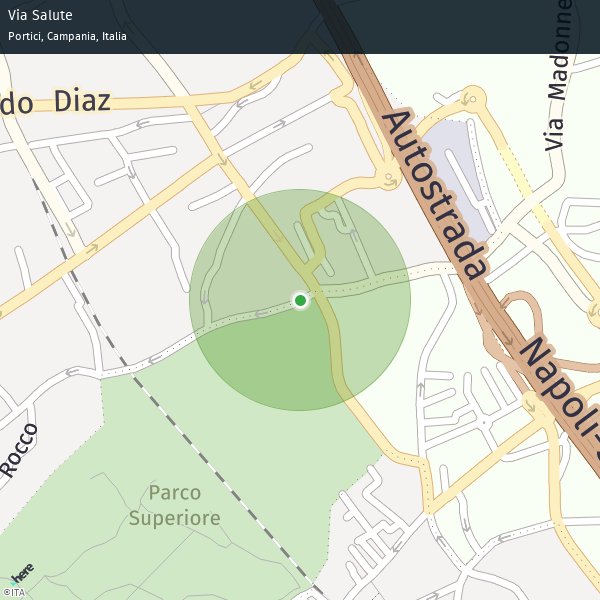 Via Salute
Portici, Campania, Italia
do Diaz
Via Madonne
Autostrada
Napoli-
Rocco
Parco
Superiore
here
©ITA